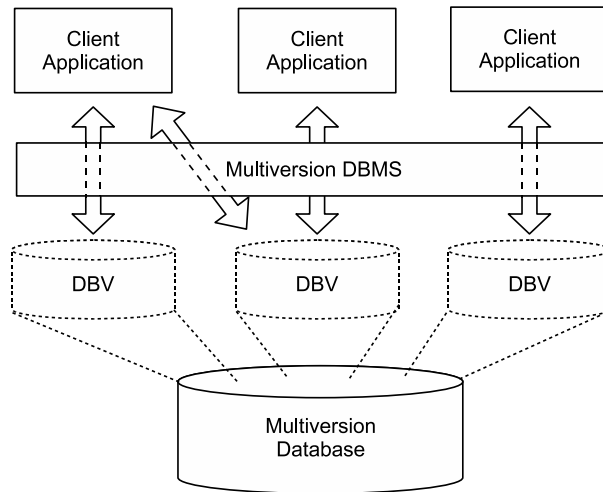 Client
Application
Client
Application
Client
Application
Multiversion DBMS
DBV
DBV
DBV
Multiversion
Database